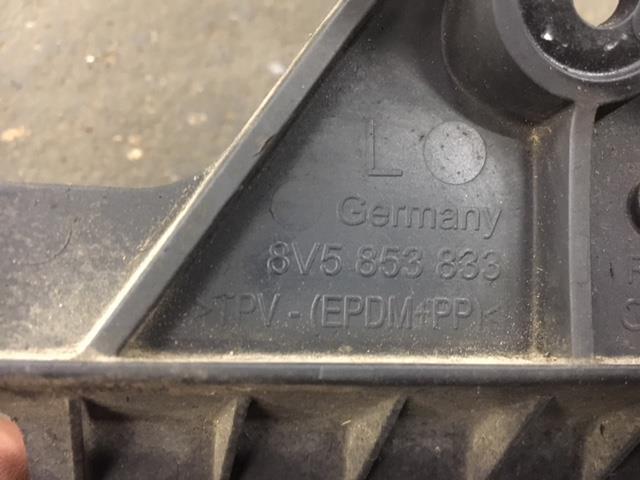 L
Germany
8V5 853 833
>TPV-(EPDM+PP)<